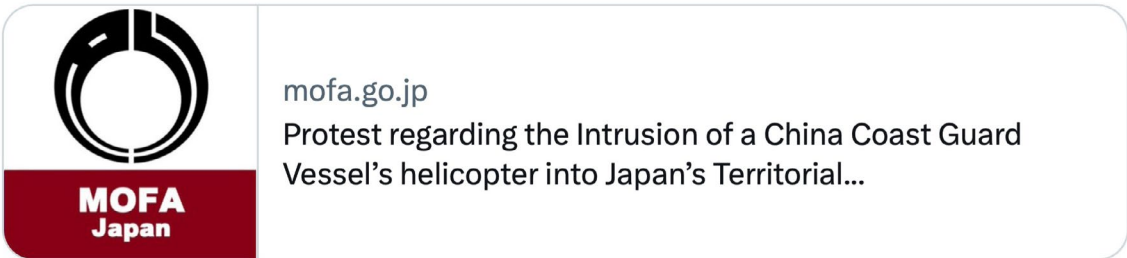 MOFA
Japan
mofa.go.jp
Protest regarding the Intrusion of a China Coast Guard
Vessel’s helicopter into Japan’s Territorial...